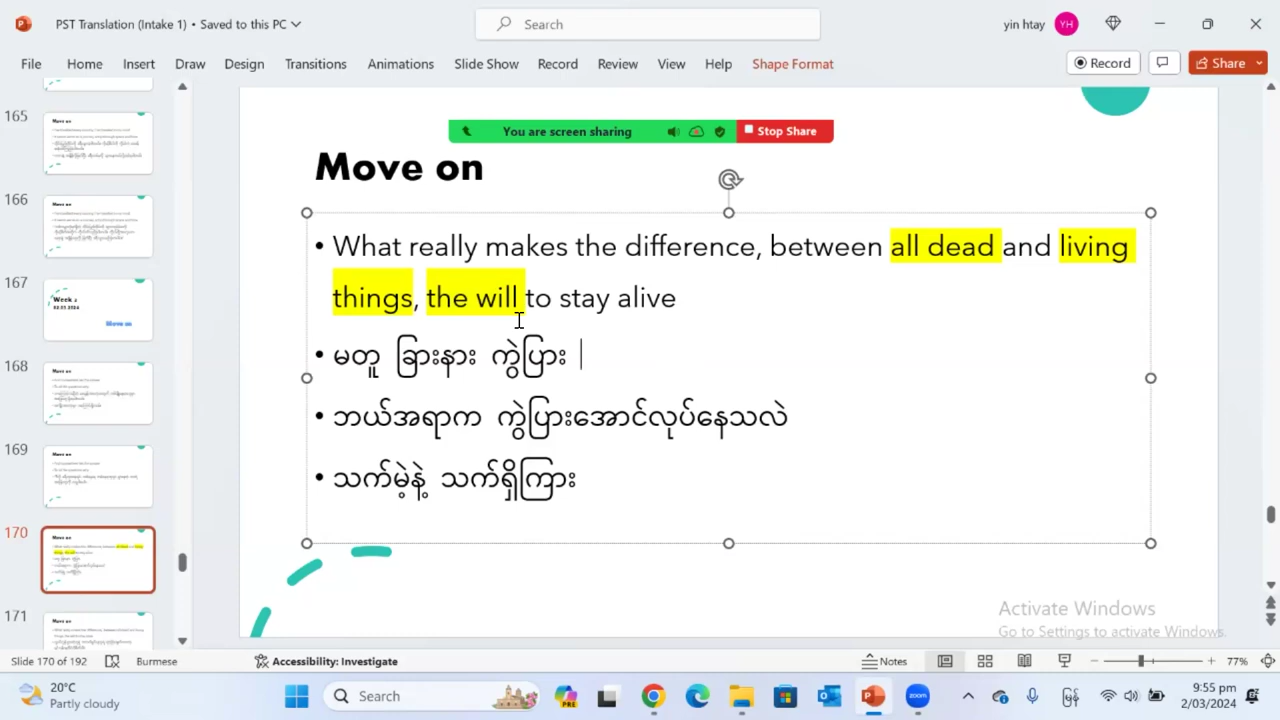 PST Translation (Intake 1) • Saved to this PC
Search
yin htay
YH
File Home Insert Draw Design Transitions Animations Slide Show Record Review View Help Shape Format
Record
Share
You are screen sharing
Stop Share
165
166
167
168
169
170
171
Move on
• What really makes the difference, between all dead and living
things, the will to stay alive
• မတူ ခြားနား ကွဲပြား
• ဘယ်အရာက ကွဲပြားအောင်လုပ်နေသလဲ
• သက်မဲ့နဲ့ သက်ရှိကြား
Activate Windows
Go to Settings to activate Windows.
Slide 170 of 192
Burmese
Accessibility: Investigate
Notes
77%
20°C
Partly cloudy
Search
PRE
zoom
မြန်
9:55 pm
2/03/2024